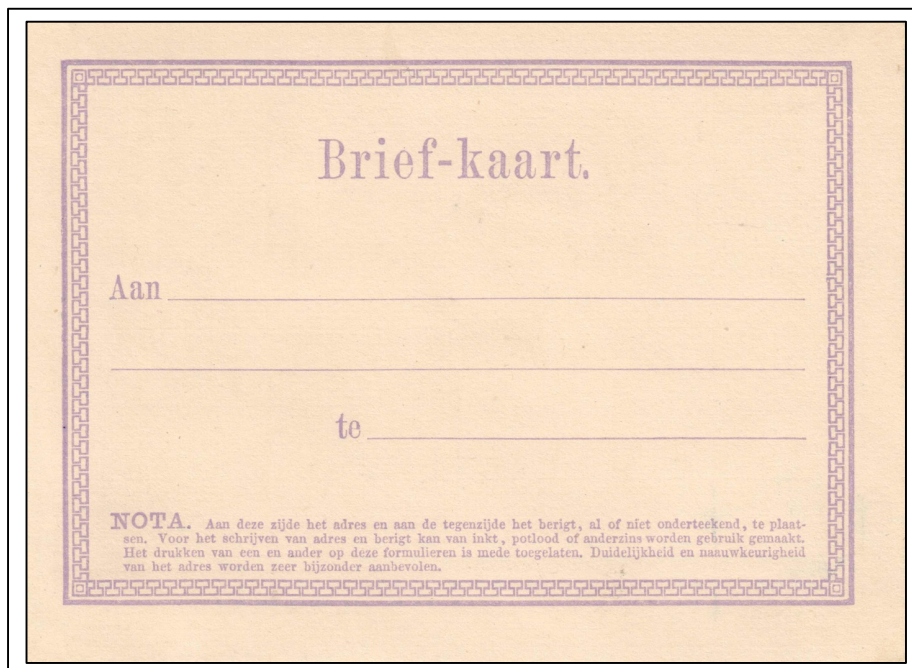 Brief-kaart.
Aan
te
NOTA. Aan deze zijde het adres en aan de tegenzijde het berigt, al of niet onderteekend, te plaat-
sen. Voor het schrijven van adres en berigt kan van inkt, potlood of anderzins worden gebruik gemaakt.
Het drukken van een en ander op deze formulieren is mede toegelaten. Duidelijkheid en naauwkeurigheid
van het adres worden zeer bijzonder aanbevolen.